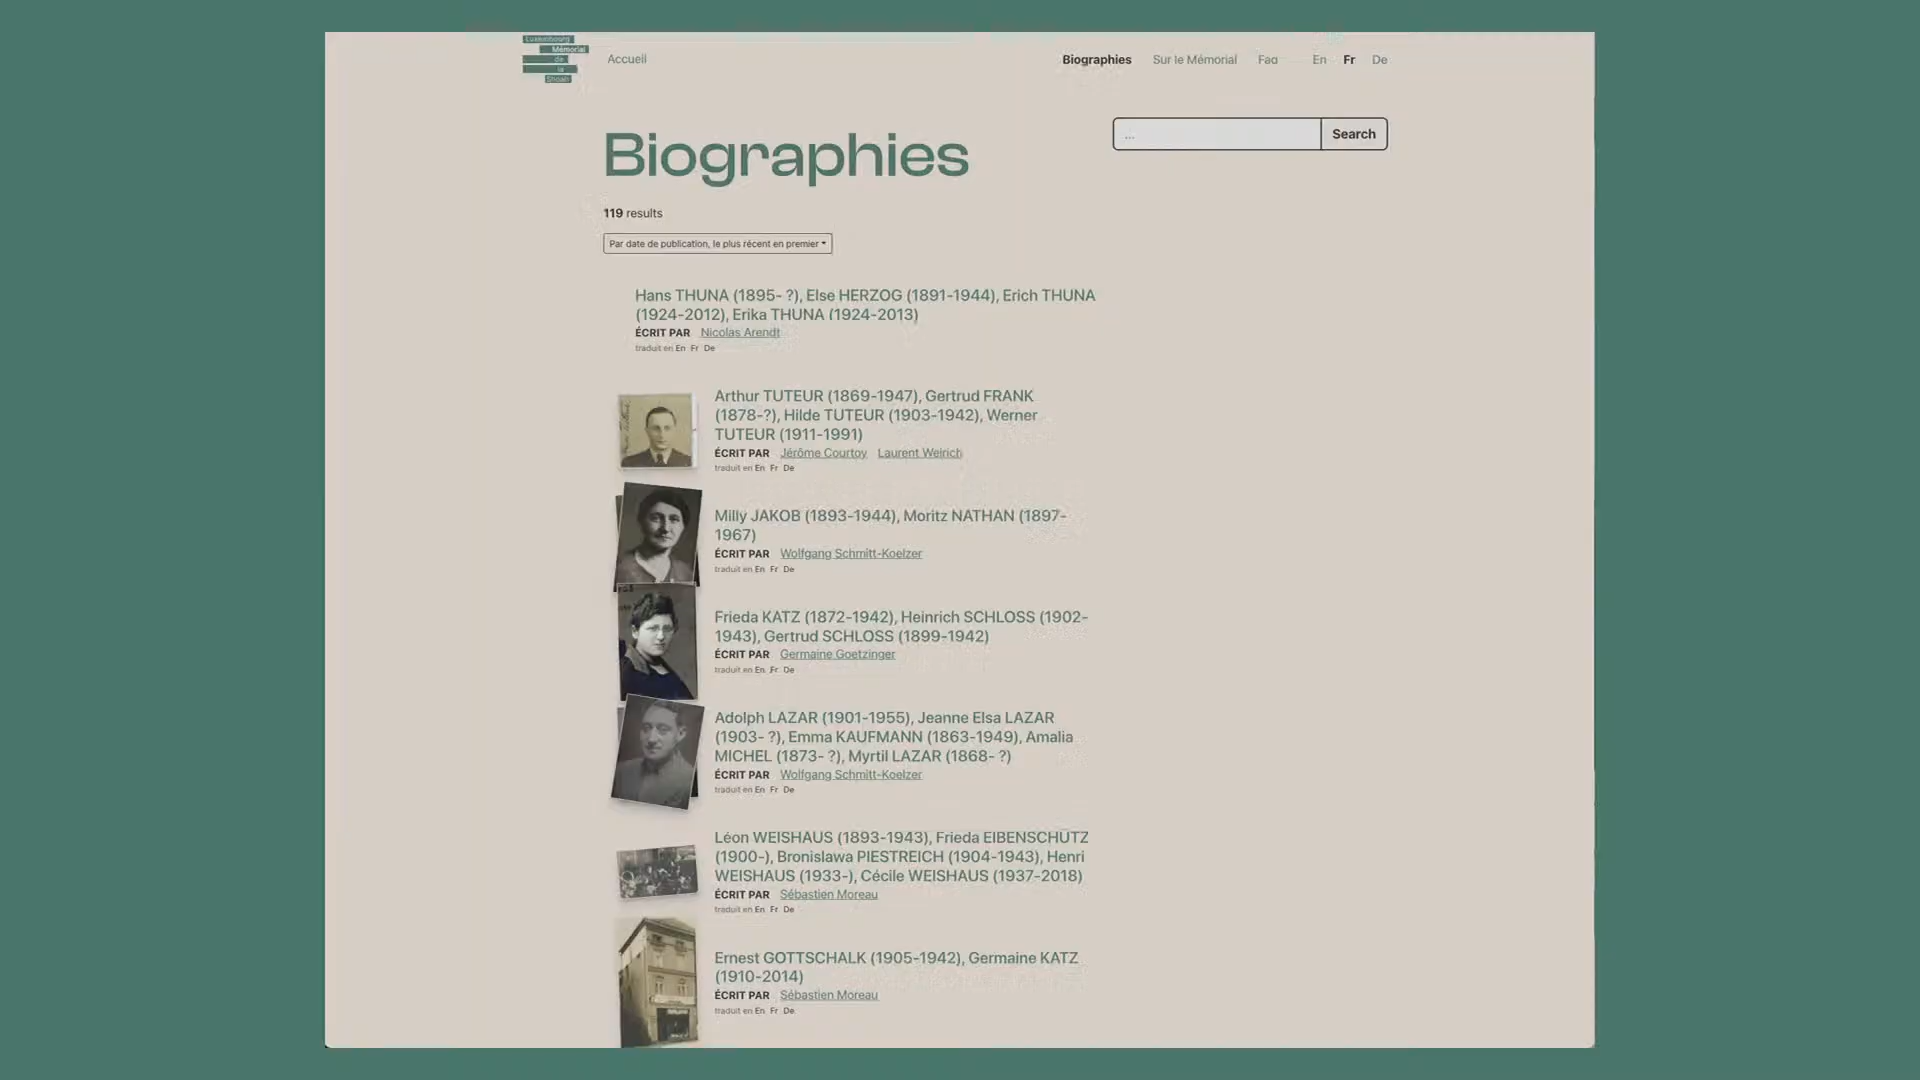 Luxembourg
Mémorial
de
la
Shoah
Accueil
Biographies Sur le Mémorial Faq En Fr De
Biographies
... Search
119 results
Par date de publication, le plus récent en premier
Hans THUNA (1895- ?), Else HERZOG (1891-1944), Erich THUNA
(1924-2012), Erika THUNA (1924-2013)
ÉCRIT PAR Nicolas Arendt
traduit en En Fr De
Arthur TUTEUR (1869-1947), Gertrud FRANK
(1878-?), Hilde TUTEUR (1903-1942), Werner
TUTEUR (1911-1991)
ÉCRIT PAR Jérôme Courtoy Laurent Weirich
traduit en En Fr De
Milly JAKOB (1893-1944), Moritz NATHAN (1897-
1967)
ÉCRIT PAR Wolfgang Schmitt-Koelzer
traduit en En Fr De
Frieda KATZ (1872-1942), Heinrich SCHLOSS (1902-
1943), Gertrud SCHLOSS (1899-1942)
ÉCRIT PAR Germaine Goetzinger
traduit en En Fr De
Adolph LAZAR (1901-1955), Jeanne Elsa LAZAR
(1903- ?), Emma KAUFMANN (1863-1949), Amalia
MICHEL (1873- ?), Myrtil LAZAR (1868- ?)
ÉCRIT PAR Wolfgang Schmitt-Koelzer
traduit en En Fr De
Léon WEISHAUS (1893-1943), Frieda EIBENSCHÜTZ
(1900-), Bronislawa PIESTREICH (1904-1943), Henri
WEISHAUS (1933-), Cécile WEISHAUS (1937-2018)
ÉCRIT PAR Sébastien Moreau
traduit en En Fr De
Ernest GOTTSCHALK (1905-1942), Germaine KATZ
(1910-2014)
ÉCRIT PAR Sébastien Moreau
traduit en En Fr De